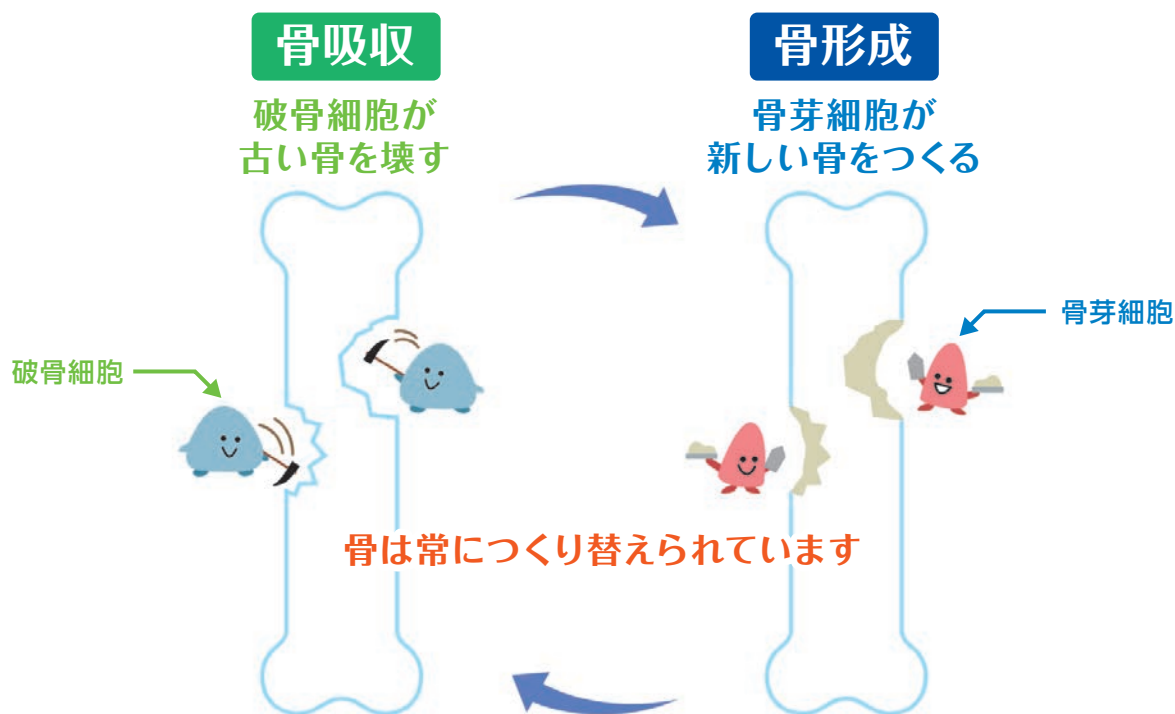 骨吸収
破骨細胞が
古い骨を壊す
骨形成
骨芽細胞が
新しい骨をつくる
破骨細胞
骨芽細胞
骨は常につくり替えられています